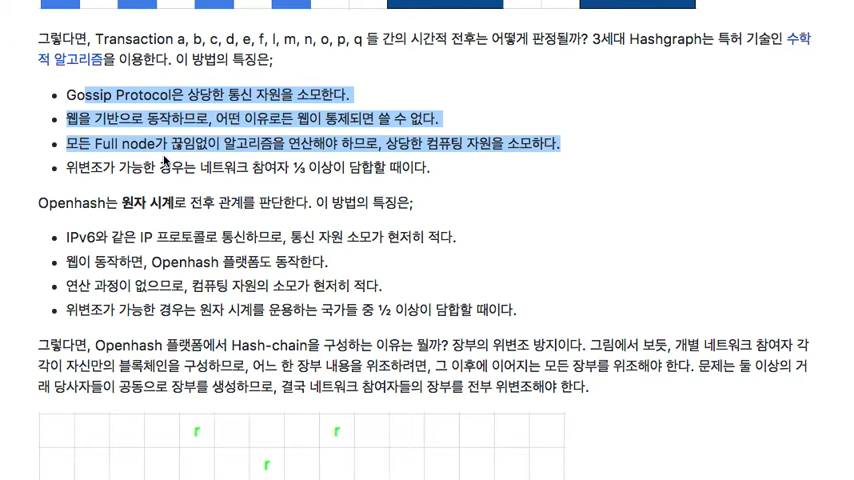 그렇다면, Transaction a, b, c, d, e, f, l, m, n, o, p, q 들 간의 시간적 전후는 어떻게 판정될까? 3세대 Hashgraph는 특허 기술인 수학
적 알고리즘을 이용한다. 이 방법의 특징은;
Gossip Protocol은 상당한 통신 자원을 소모한다.
웹을 기반으로 동작하므로, 어떤 이유로든 웹이 통제되면 쓸 수 없다.
모든 Full node가 끊임없이 알고리즘을 연산해야 하므로, 상당한 컴퓨팅 자원을 소모하다.
위변조가 가능한 경우는 네트워크 참여자 ⅓ 이상이 담합할 때이다.
Openhash는 원자 시계로 전후 관계를 판단한다. 이 방법의 특징은;
IPv6와 같은 IP 프로토콜로 통신하므로, 통신 자원 소모가 현저히 적다.
웹이 동작하면, Openhash 플랫폼도 동작한다.
연산 과정이 없으므로, 컴퓨팅 자원의 소모가 현저히 적다.
위변조가 가능한 경우는 원자 시계를 운용하는 국가들 중 ½ 이상이 담합할 때이다.
그렇다면, Openhash 플랫폼에서 Hash-chain을 구성하는 이유는 뭘까? 장부의 위변조 방지이다. 그림에서 보듯, 개별 네트워크 참여자 각
각이 자신만의 블록체인을 구성하므로, 어느 한 장부 내용을 위조하려면, 그 이후에 이어지는 모든 장부를 위조해야 한다. 문제는 둘 이상의 거
래 당사자들이 공동으로 장부를 생성하므로, 결국 네트워크 참여자들의 장부를 전부 위변조해야 한다.
r r
r